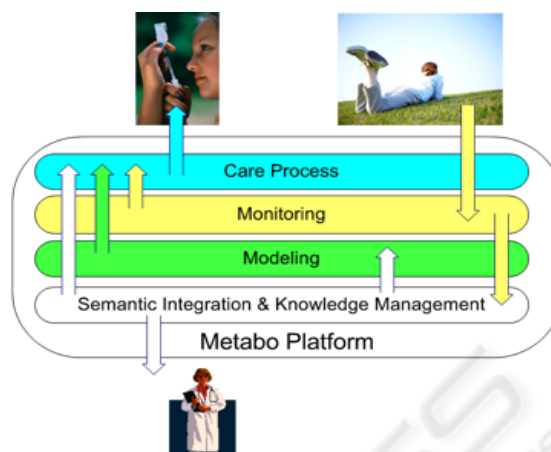 Care Process
Monitoring
Modeling
Semantic Integration & Knowledge Management
Metabo Platform